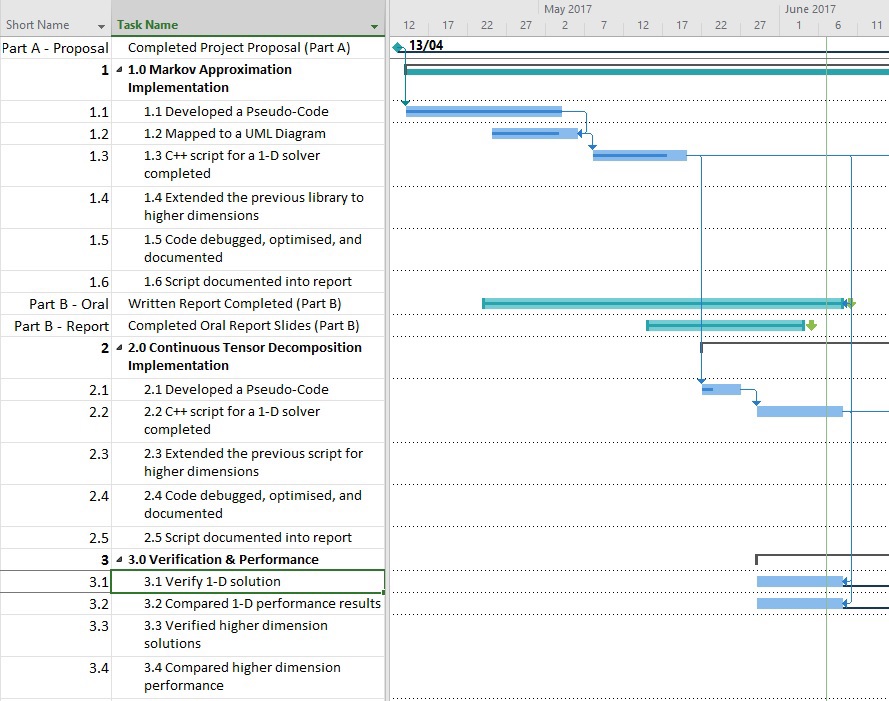 May 2017 June 2017
Short Name Task Name 12 17 22 27 2 7 12 17 22 27 1 6 11
Part A - Proposal Completed Project Proposal (Part A) 13/04
1 1.0 Markov Approximation
Implementation
1.1 1.1 Developed a Pseudo-Code
1.2 1.2 Mapped to a UML Diagram
1.3 1.3 C++ script for a 1-D solver
completed
1.4 1.4 Extended the previous library to
higher dimensions
1.5 1.5 Code debugged, optimised, and
documented
1.6 1.6 Script documented into report
Part B - Oral Written Report Completed (Part B)
Part B - Report Completed Oral Report Slides (Part B)
2 2.0 Continuous Tensor Decomposition
Implementation
2.1 2.1 Developed a Pseudo-Code
2.2 2.2 C++ script for a 1-D solver
completed
2.3 2.3 Extended the previous script for
higher dimensions
2.4 2.4 Code debugged, optimised, and
documented
2.5 2.5 Script documented into report
3 3.0 Verification & Performance
3.1 3.1 Verify 1-D solution
3.2 3.2 Compared 1-D performance results
3.3 3.3 Verified higher dimension
solutions
3.4 3.4 Compared higher dimension
performance